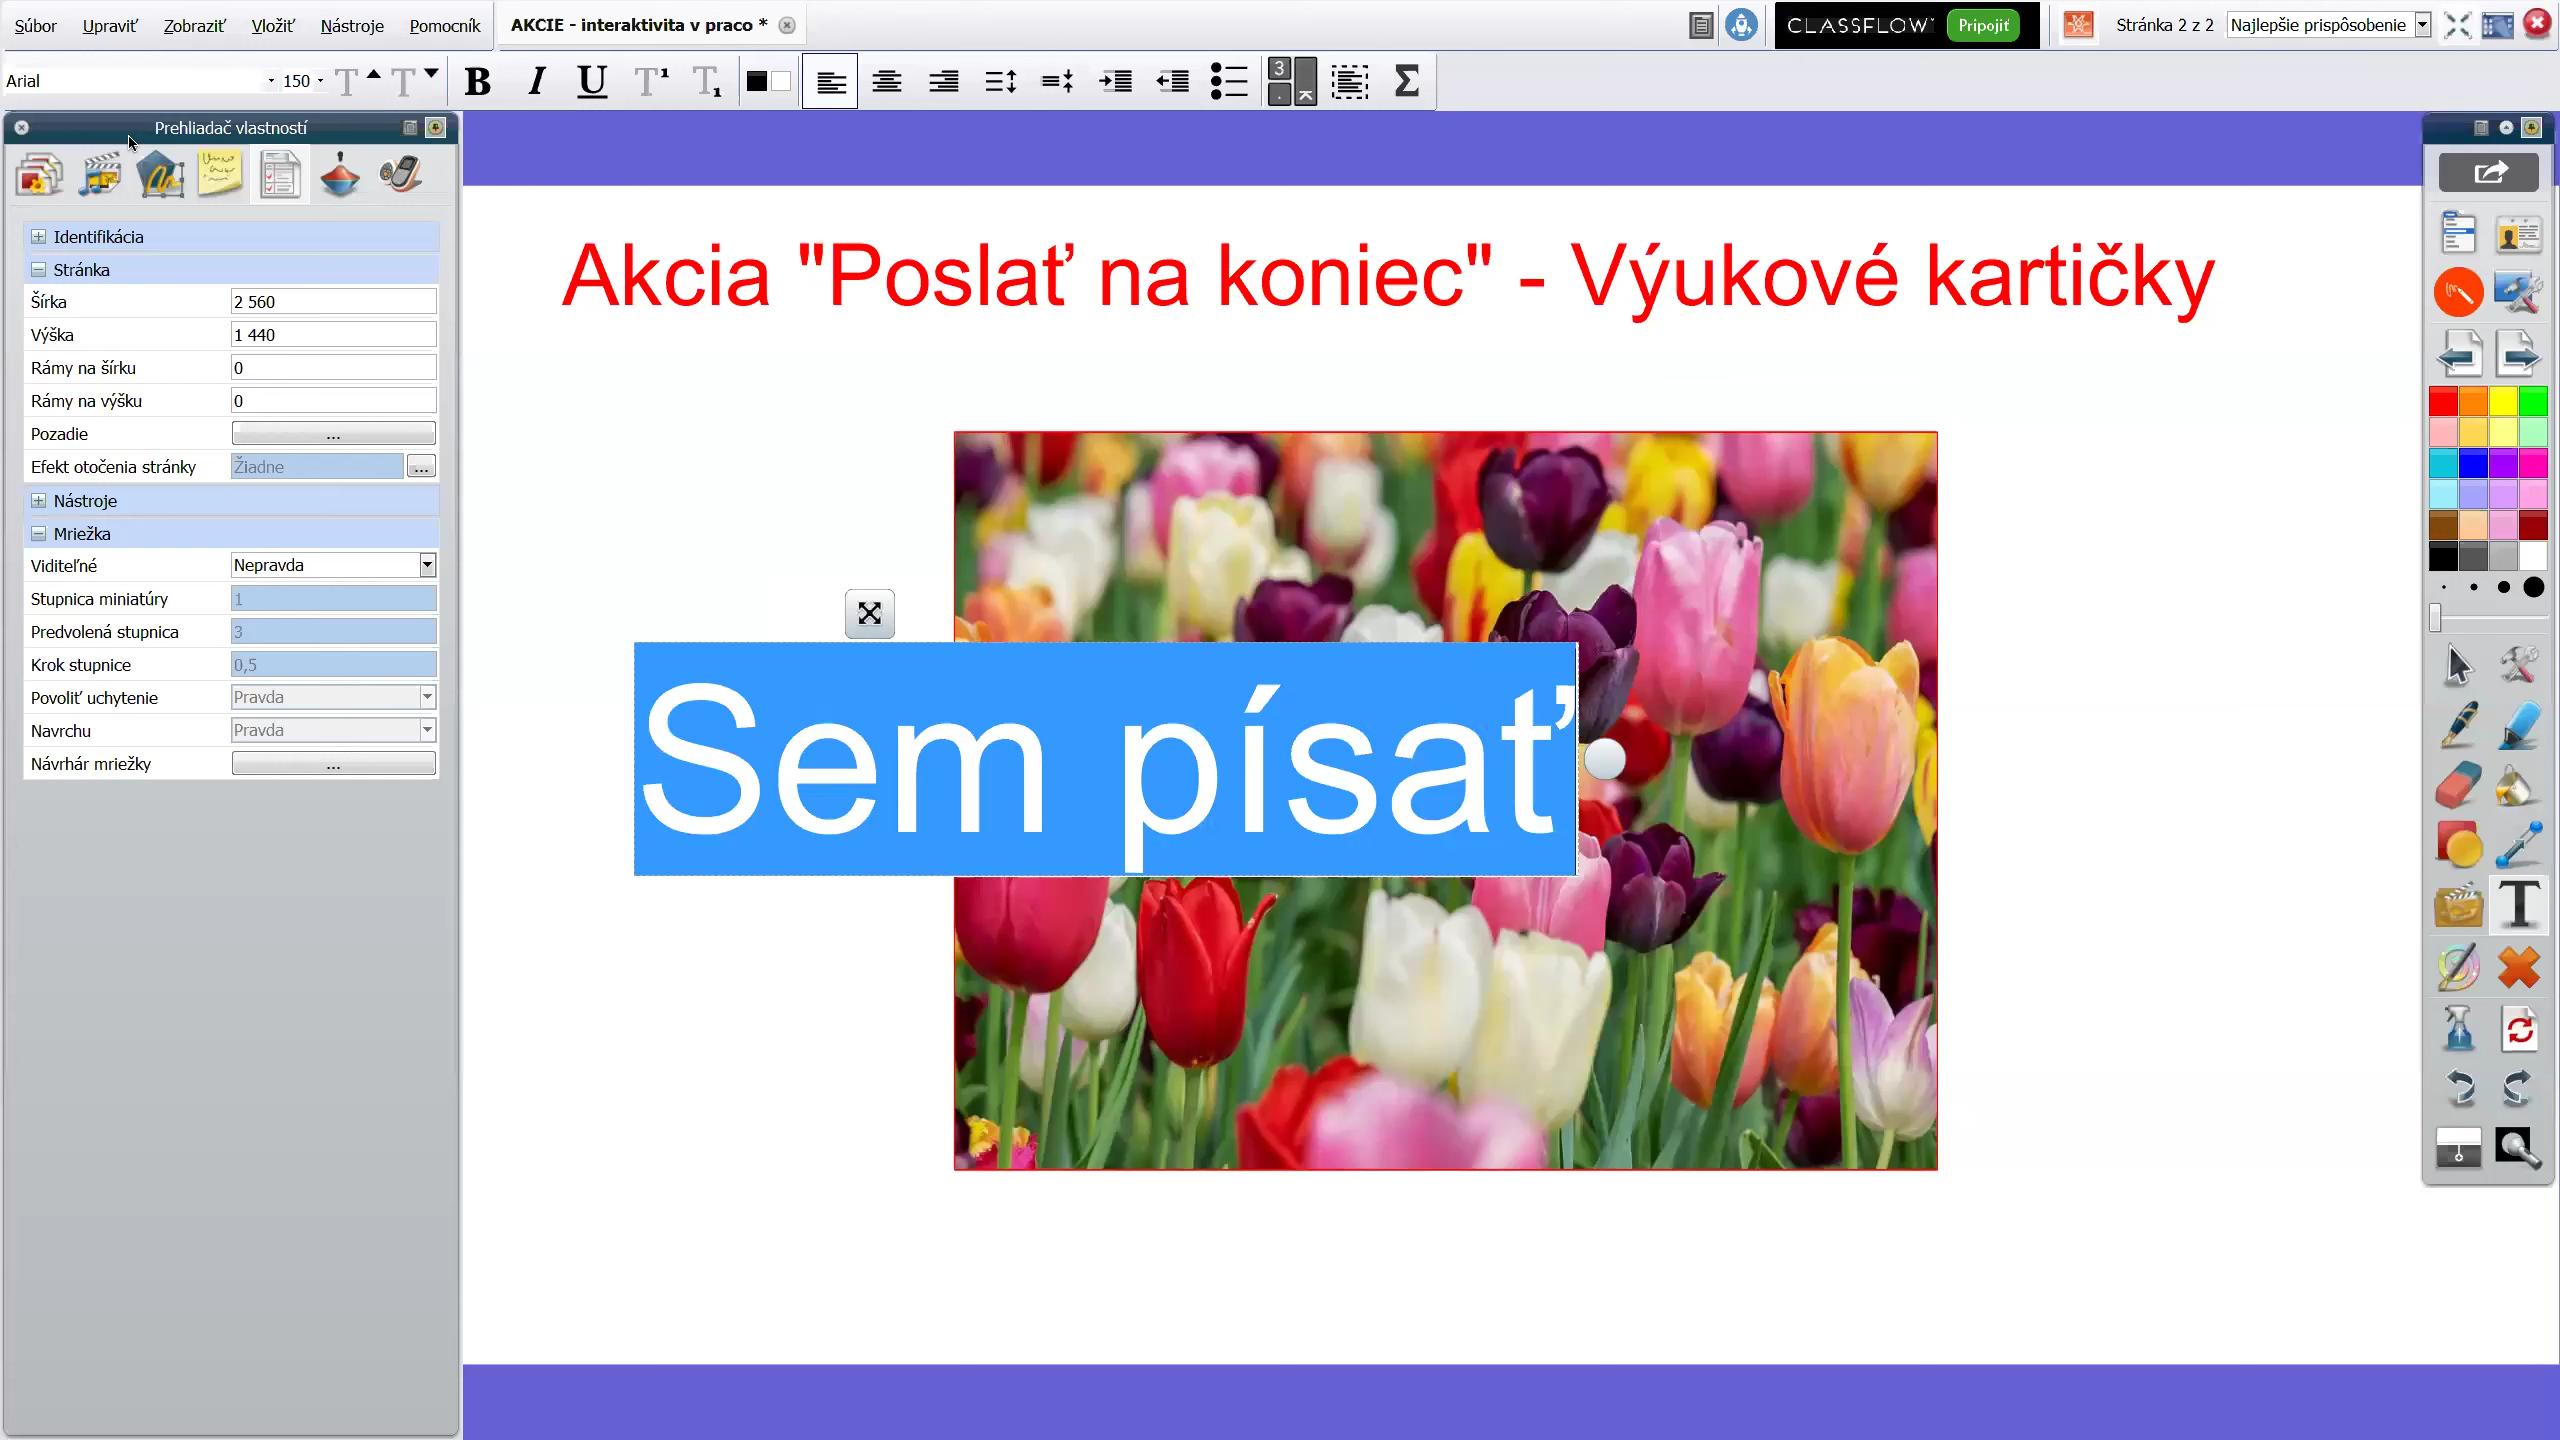 Súbor Upraviť Zobraziť Vložiť Nástroje Pomocník AKCIE - interaktivita v praco * CLASSFLOW Pripojiť Stránka 2 z 2 Najlepšie prispôsobenie
Arial 150 T T B I U T¹ T₁ 3 Σ
Prehliadač vlastností
Identifikácia
Stránka
Šírka 2 560
Výška 1 440
Rámy na šírku 0
Rámy na výšku 0
Pozadie ...
Efekt otočenia stránky Žiadne ...
Nástroje
Mriežka
Viditeľné Nepravda
Stupnica miniatúry 1
Predvolená stupnica 3
Krok stupnice 0,5
Povoliť uchytenie Pravda
Navrchu Pravda
Návrhár mriežky ...
Akcia "Poslať na koniec" - Výukové kartičky
Sem písať
T